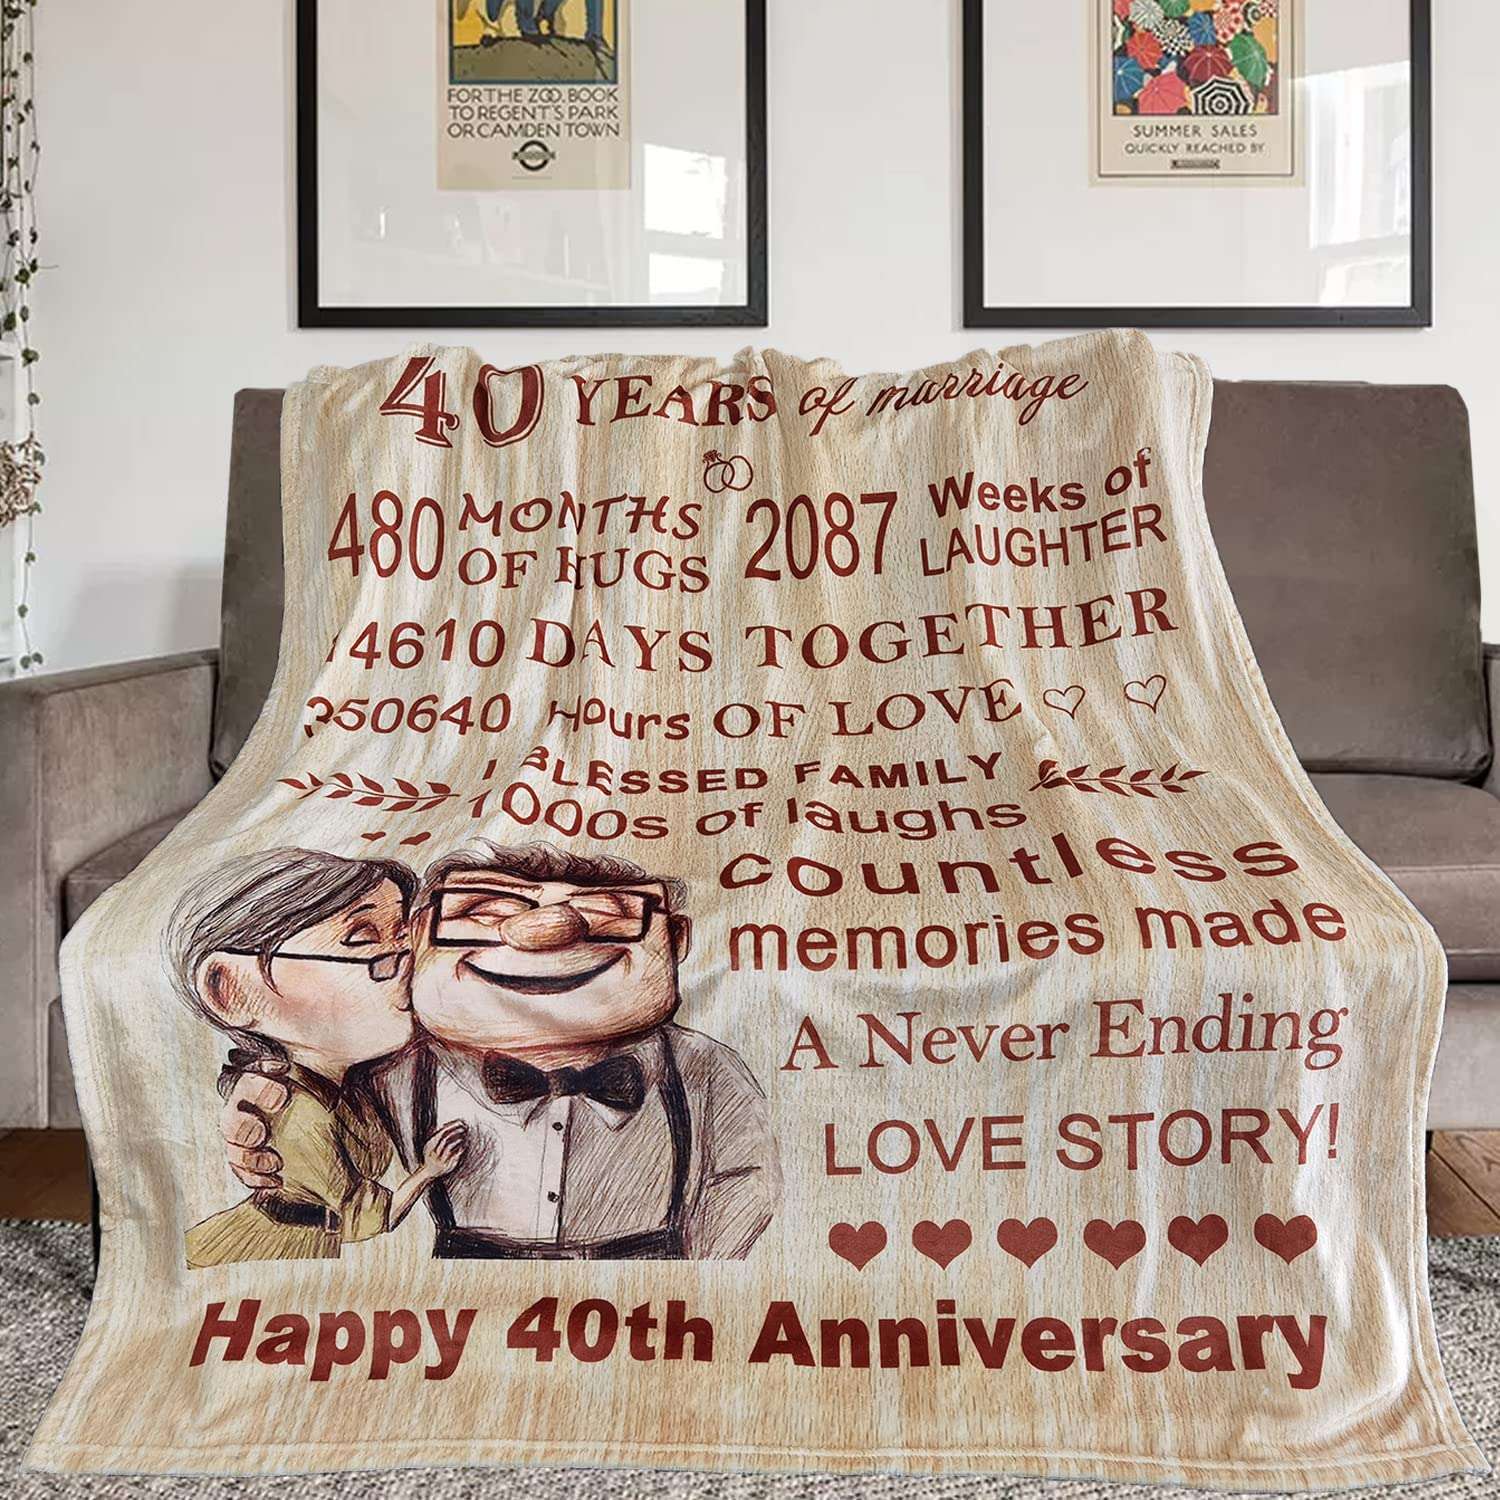 FOR THE ZOO. BOOK
TO REGENT'S PARK
OR CAMDEN TOWN
SUMMER SALES
QUICKLY REACHED BY
40 YEARS of marriage
480 MONTHS OF HUGS
2087 Weeks of LAUGHTER
14610 DAYS TOGETHER
350640 Hours OF LOVE
1 BLESSED FAMILY
1000s of laughs
countless
memories made
A Never Ending
LOVE STORY!
Happy 40th Anniversary